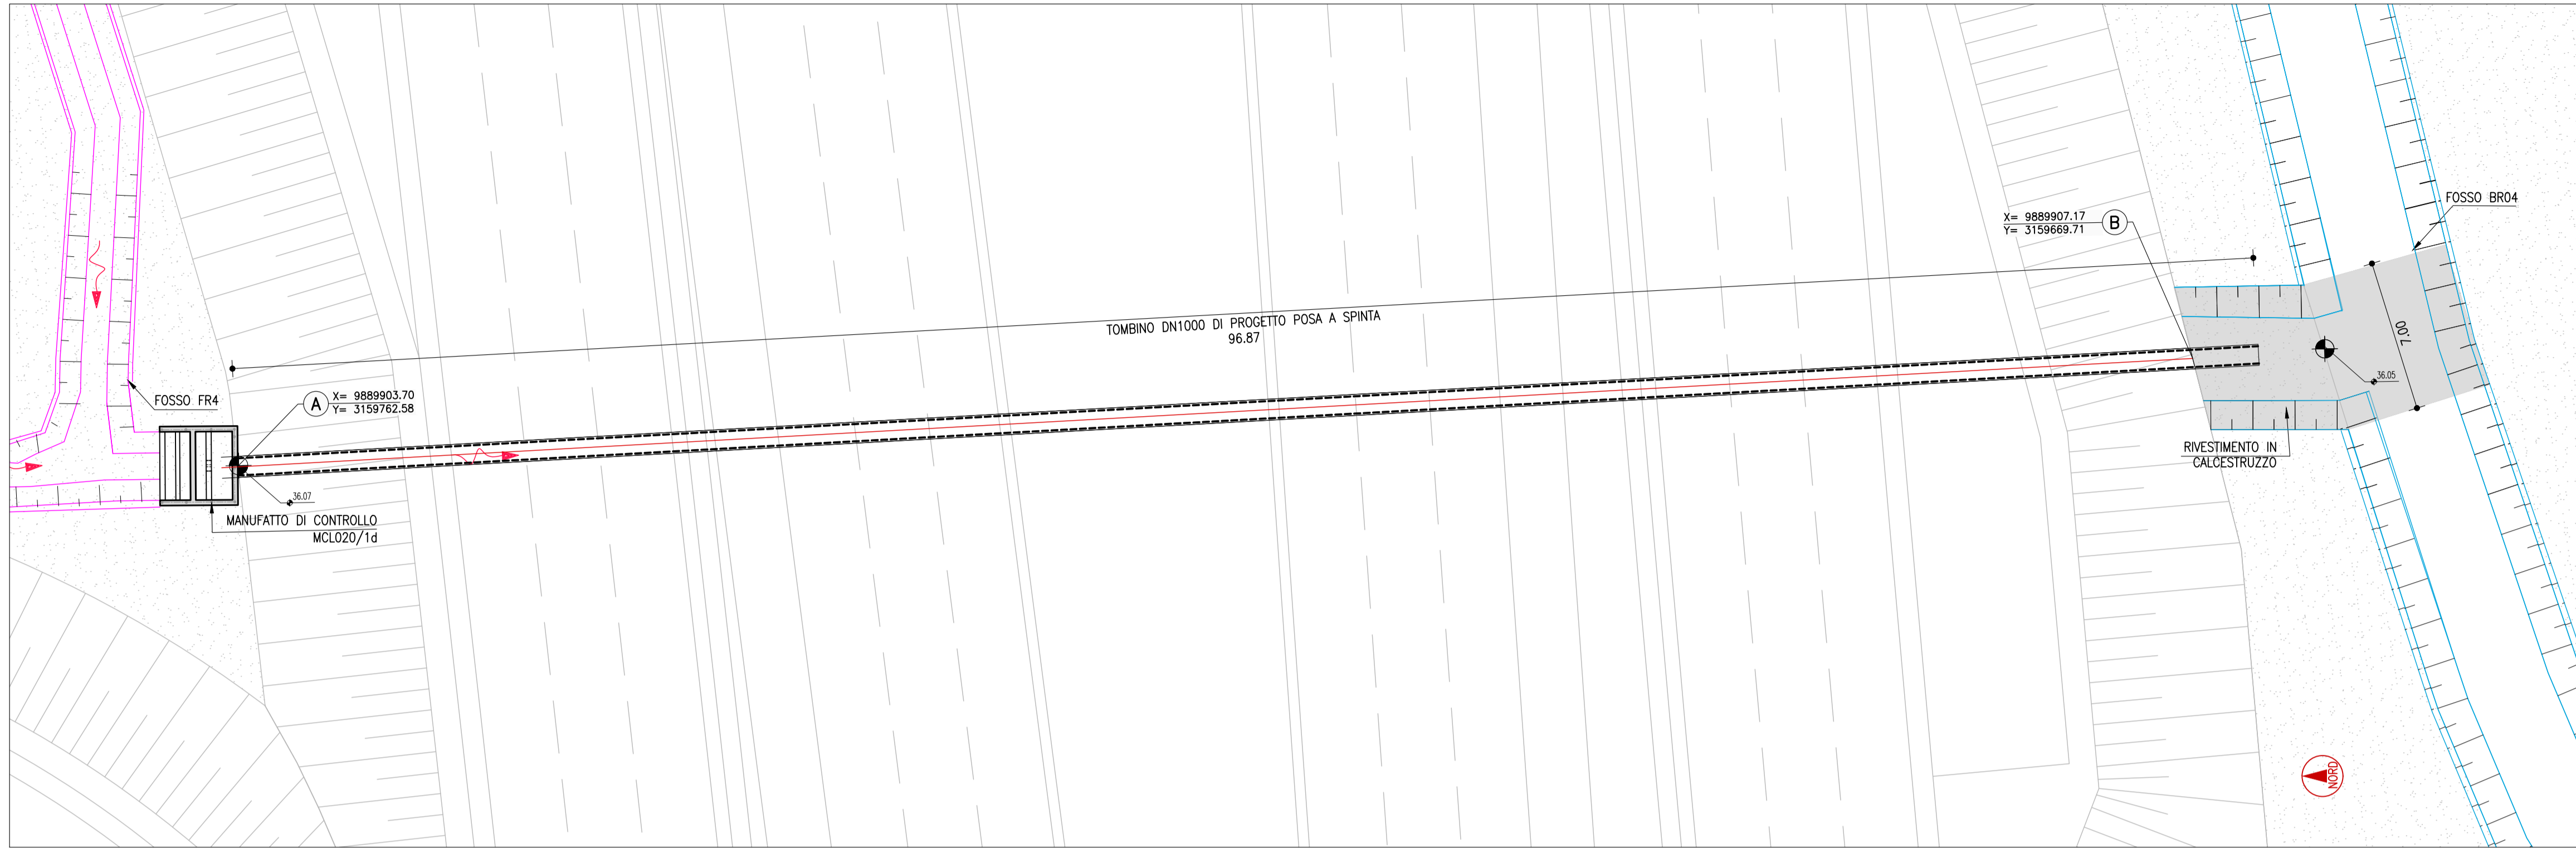 FOSSO BR04
X= 9889907.17
Y= 3159669.71
B
TOMBINO DN1000 DI PROGETTO POSA A SPINTA
96.87
7.00
36.05
FOSSO FR4
A
X= 9889903.70
Y= 3159762.58
RIVESTIMENTO IN
CALCESTRUZZO
36.07
MANUFATTO DI CONTROLLO
MCL020/1d
NORD